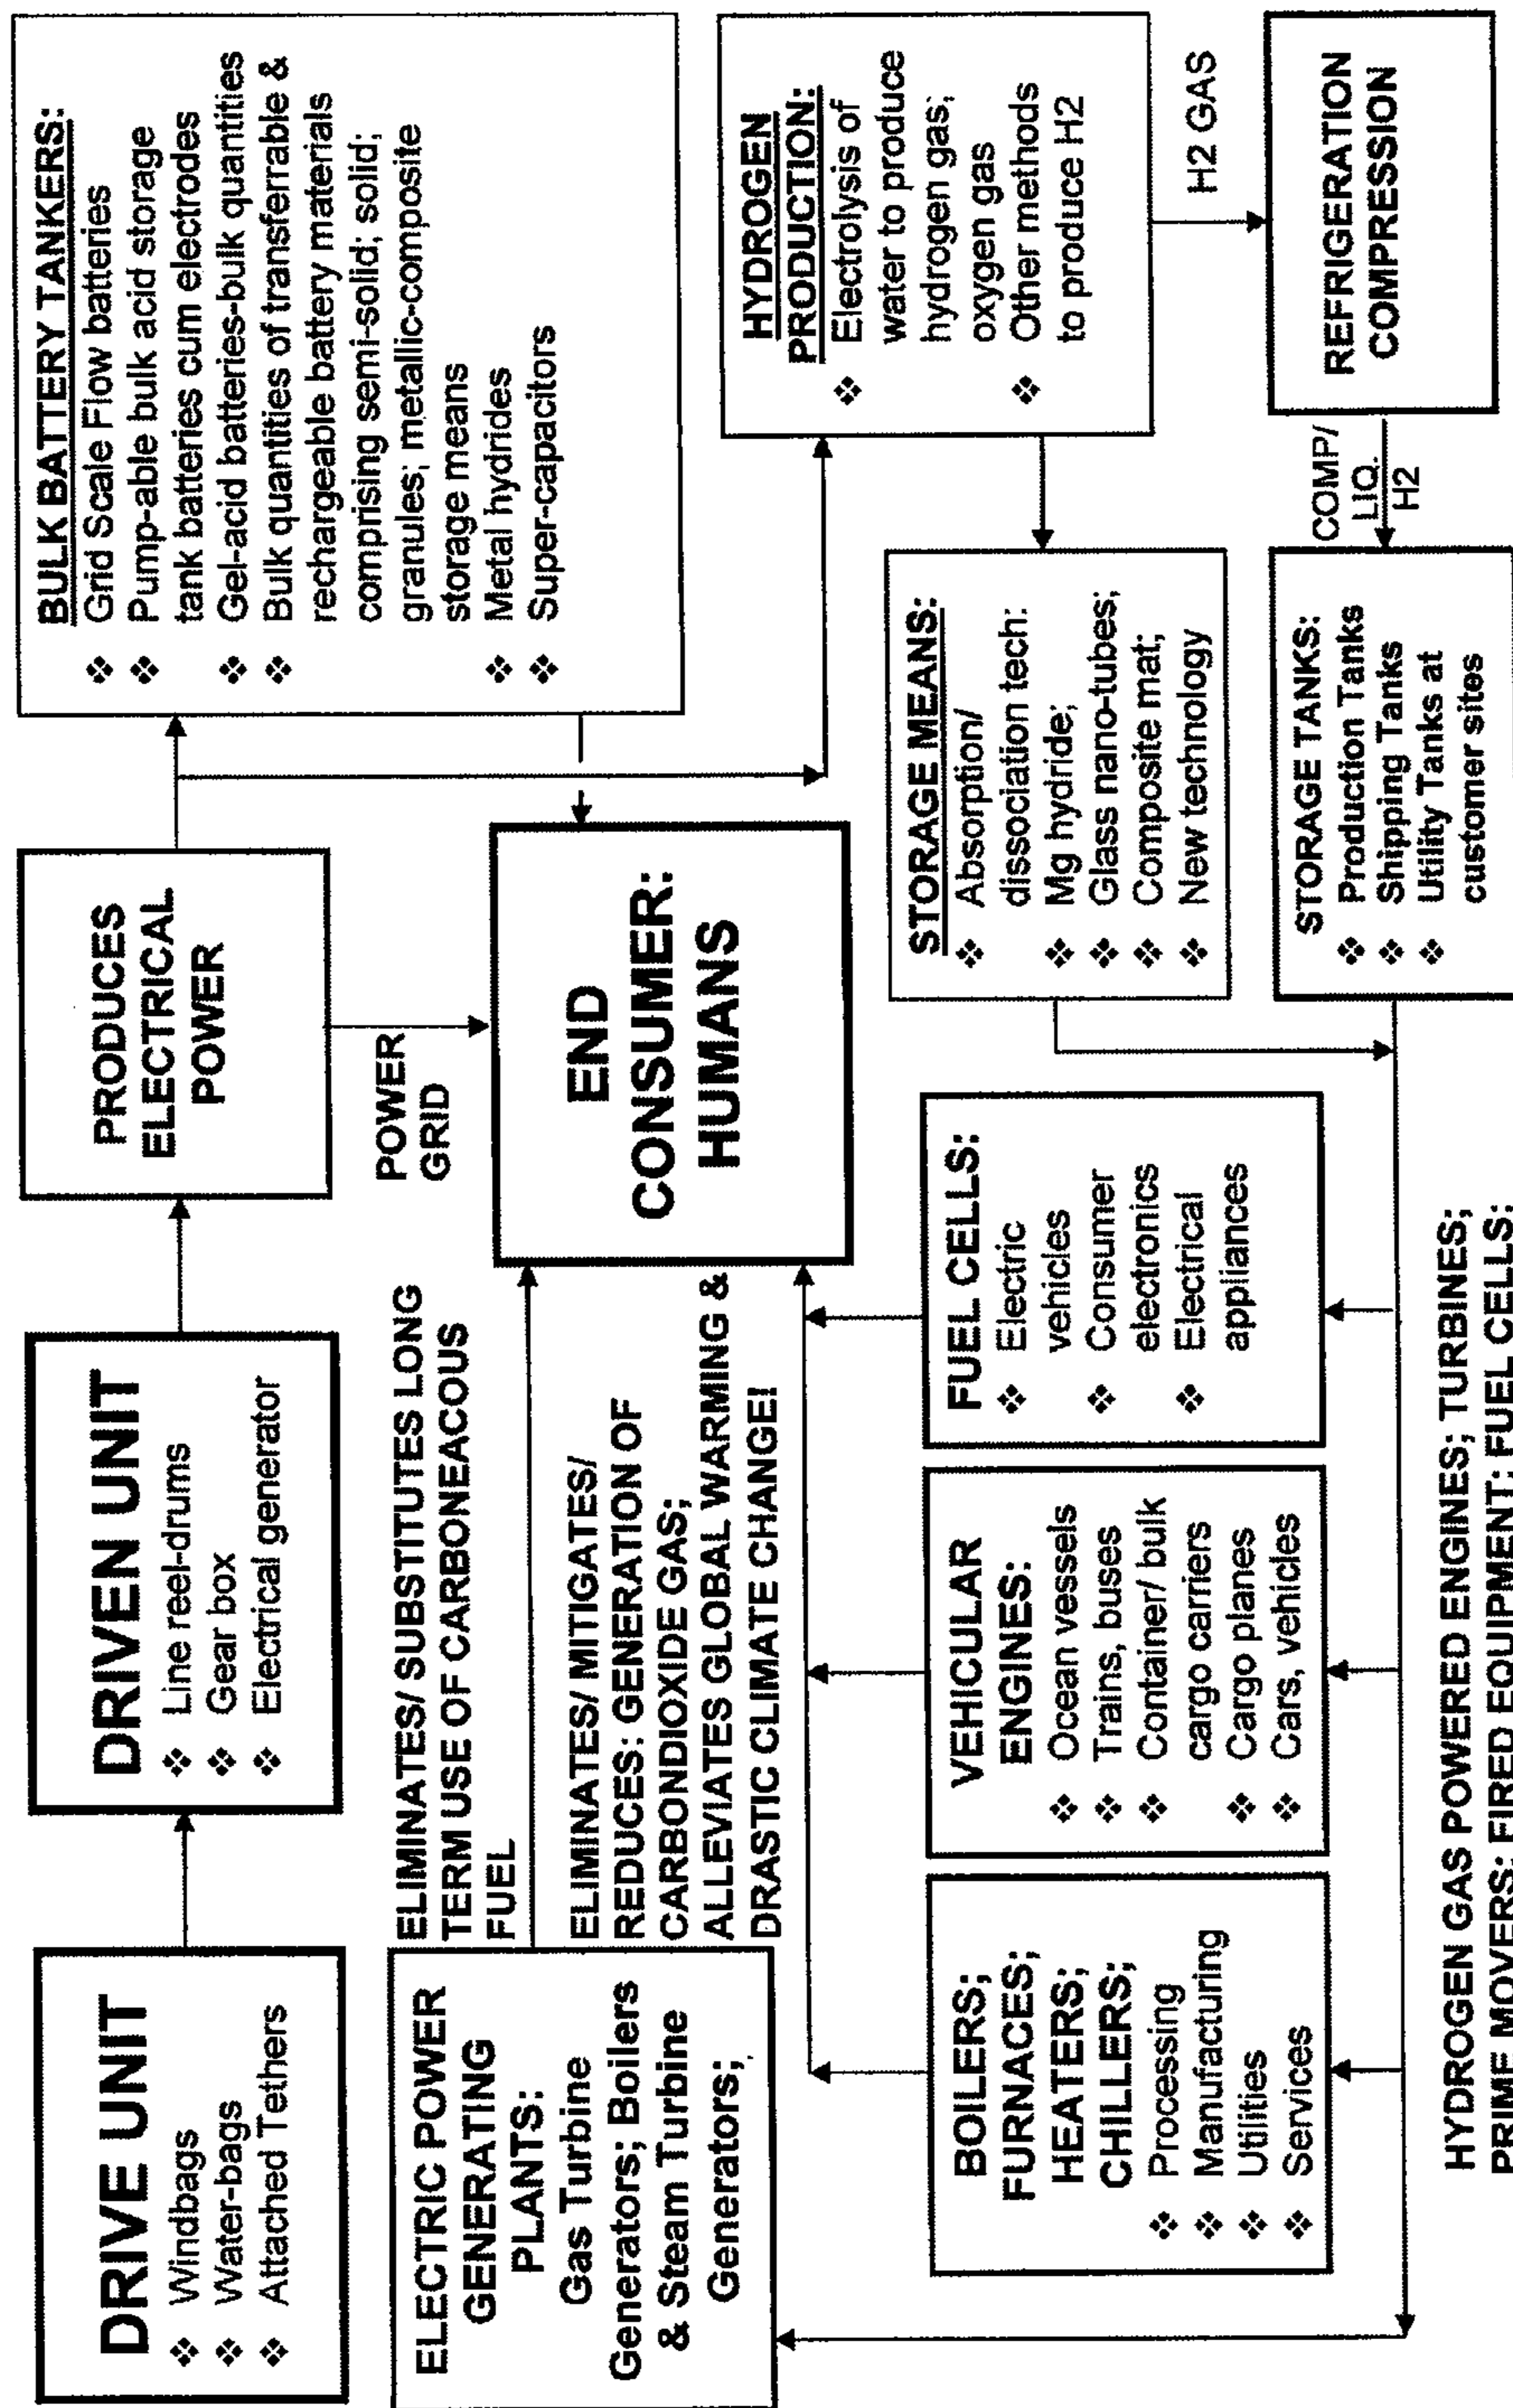 DRIVE UNIT
❖ Windbags
❖ Water-bags
❖ Attached Tethers
DRIVEN UNIT
❖ Line reel-drums
❖ Gear box
❖ Electrical generator
PRODUCES
ELECTRICAL
POWER
BULK BATTERY TANKERS:
❖ Grid Scale Flow batteries
❖ Pump-able bulk acid storage
tank batteries cum electrodes
❖ Gel-acid batteries-bulk quantities
❖ Bulk quantities of transferrable &
rechargeable battery materials
comprising semi-solid; solid;
granules; metallic-composite
storage means
❖ Metal hydrides
❖ Super-capacitors
POWER
GRID
ELIMINATES/ SUBSTITUTES LONG
TERM USE OF CARBONEACOUS
FUEL
ELECTRIC POWER
GENERATING
PLANTS:
Gas Turbine
Generators; Boilers
& Steam Turbine
Generators;
ELIMINATES/ MITIGATES/
REDUCES: GENERATION OF
CARBONDIOXIDE GAS;
ALLEVIATES GLOBAL WARMING &
DRASTIC CLIMATE CHANGE!
END
CONSUMER:
HUMANS
HYDROGEN
PRODUCTION:
❖ Electrolysis of
water to produce
hydrogen gas;
oxygen gas
❖ Other methods
to produce H2
H2 GAS
BOILERS;
FURNACES;
HEATERS;
CHILLERS;
❖ Processing
❖ Manufacturing
❖ Utilities
❖ Services
VEHICULAR
ENGINES:
❖ Ocean vessels
❖ Trains, buses
❖ Container/ bulk
cargo carriers
❖ Cargo planes
❖ Cars, vehicles
FUEL CELLS:
❖ Electric
vehicles
❖ Consumer
electronics
❖ Electrical
appliances
STORAGE MEANS:
❖ Absorption/
dissociation tech:
❖ Mg hydride;
❖ Glass nano-tubes;
❖ Composite mat;
❖ New technology
REFRIGERATION
COMPRESSION
COMP/
LIQ.
H2
STORAGE TANKS:
❖ Production Tanks
❖ Shipping Tanks
❖ Utility Tanks at
customer sites
HYDROGEN GAS POWERED ENGINES; TURBINES;
PRIME MOVERS; FIRED EQUIPMENT; FUEL CELLS;